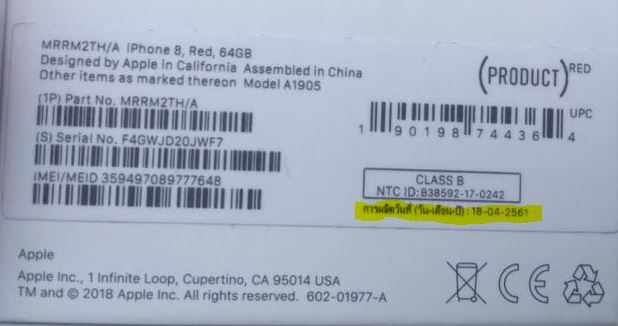 MRRM2TH/A iPhone 8, Red, 64GB
Designed by Apple in California Assembled in China
Other items as marked thereon Model A1905
(PRODUCT)RED
(1P) Part No. MRRM2TH/A
UPC
1 90198 74436 4
(S) Serial No. F4GWJD20JWF7
IMEI/MEID 359497089777648
CLASS B
NTC ID: B38592-17-0242
การผลิตวันที่ (วัน-เดือน-ปี) : 18-04-2561
Apple
Apple Inc., 1 Infinite Loop, Cupertino, CA 95014 USA
TM and © 2018 Apple Inc. All rights reserved. 602-01977-A
CE